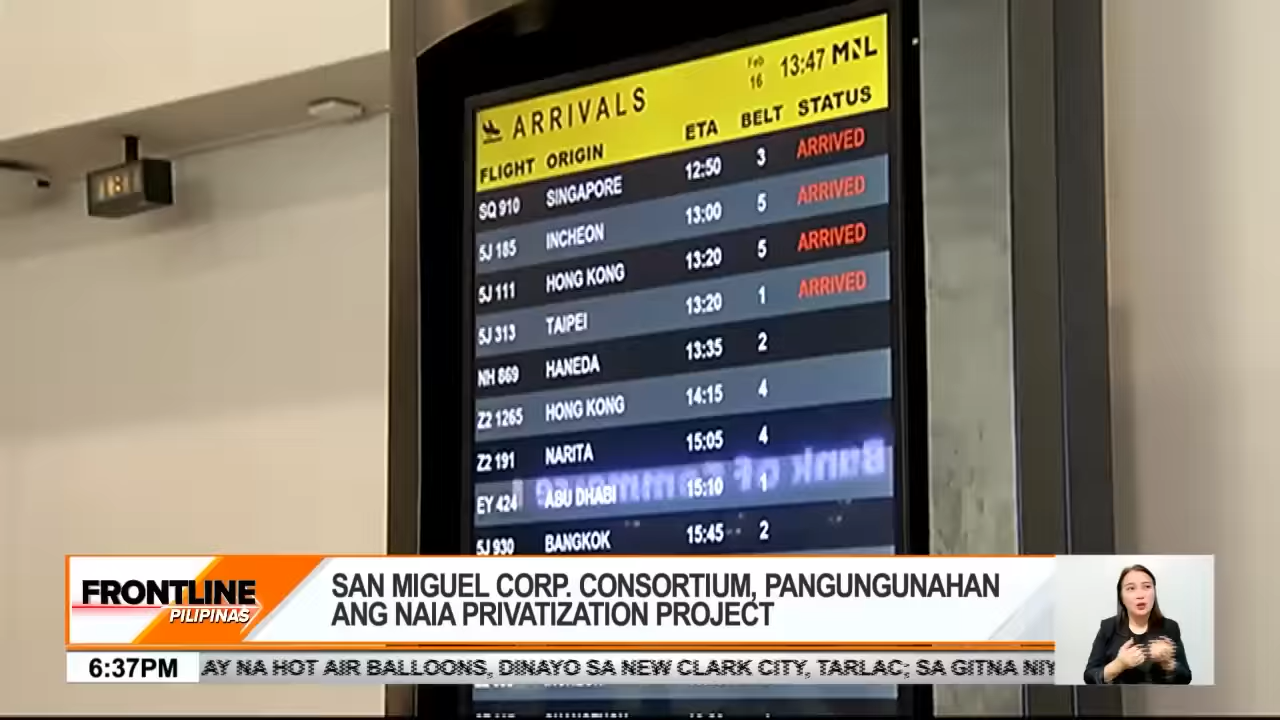 Feb 16 13:47 MNL
ARRIVALS
FLIGHT ORIGIN ETA BELT STATUS
SQ 910 SINGAPORE 12:50 3 ARRIVED
5J 185 INCHEON 13:00 5 ARRIVED
5J 111 HONG KONG 13:20 5 ARRIVED
5J 313 TAIPEI 13:20 1 ARRIVED
NH 869 HANEDA 13:35 2
Z2 1265 HONG KONG 14:15 4
Z2 191 NARITA 15:05 4
EY 424 ABU DHABI 15:10 1
5J 930 BANGKOK 15:45 2
Bank of Commerce
FRONTLINE
PILIPINAS
SAN MIGUEL CORP. CONSORTIUM, PANGUNGUNAHAN
ANG NAIA PRIVATIZATION PROJECT
6:37PM AY NA HOT AIR BALLOONS, DINAYO SA NEW CLARK CITY, TARLAC; SA GITNA NIY